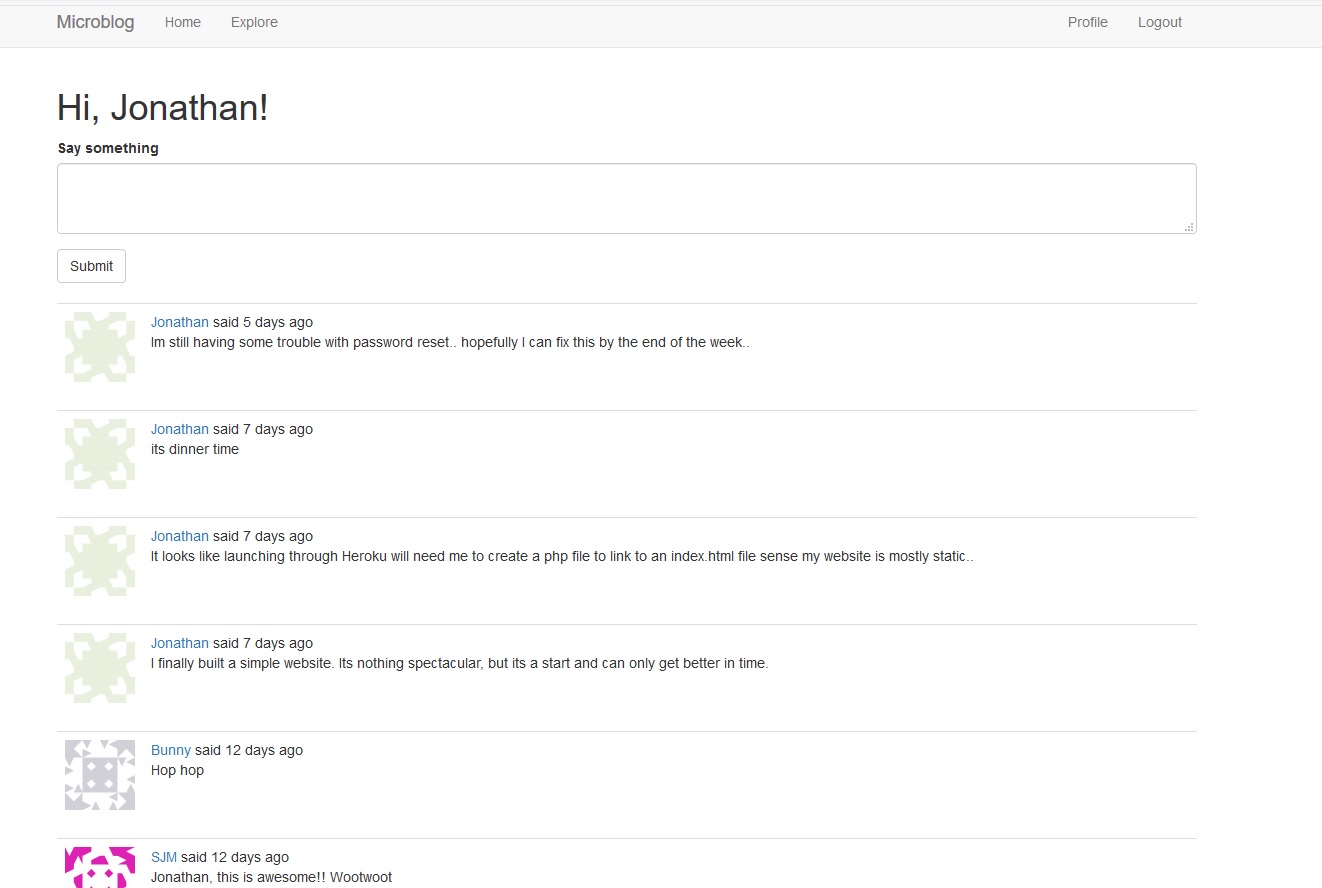 Microblog Home Explore Profile Logout
Hi, Jonathan!
Say something
Submit
Jonathan said 5 days ago
Im still having some trouble with password reset.. hopefully I can fix this by the end of the week..
Jonathan said 7 days ago
its dinner time
Jonathan said 7 days ago
It looks like launching through Heroku will need me to create a php file to link to an index.html file sense my website is mostly static..
Jonathan said 7 days ago
I finally built a simple website. Its nothing spectacular, but its a start and can only get better in time.
Bunny said 12 days ago
Hop hop
SJM said 12 days ago
Jonathan, this is awesome!! Wootwoot